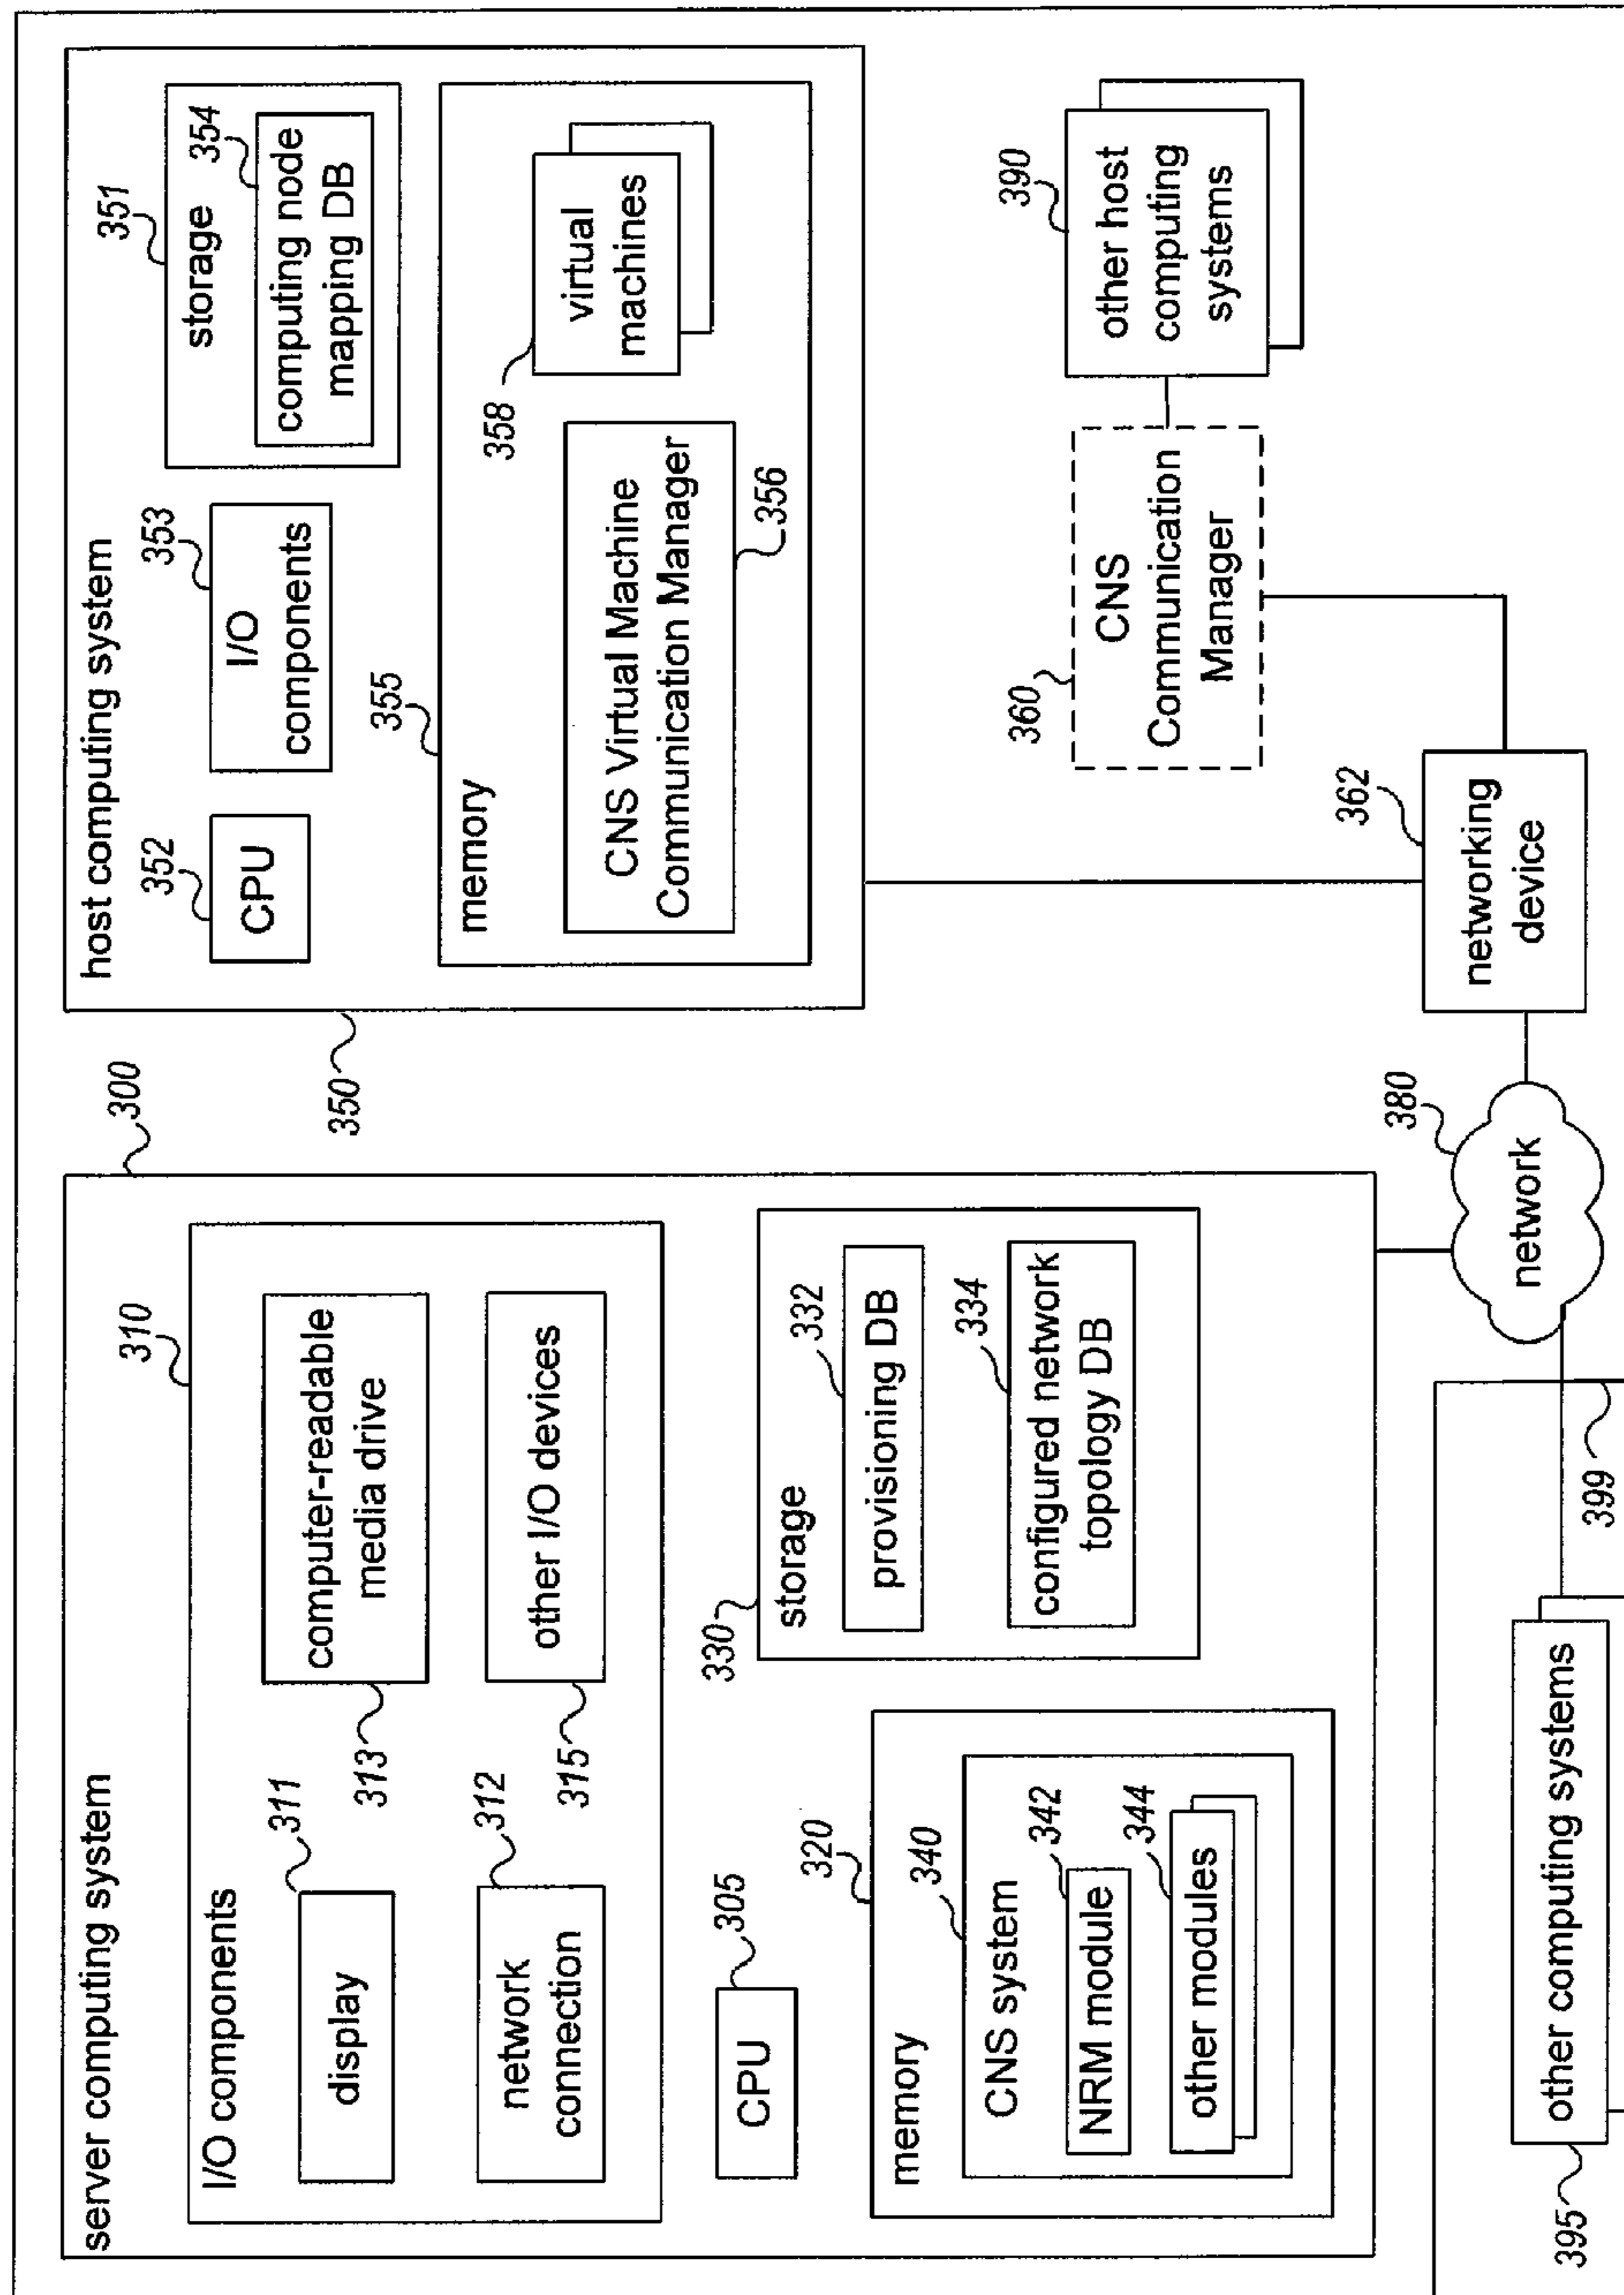 server computing system
300
I/O components
310
311
display
313
computer-readable
media drive
312
network
connection
315
other I/O devices
305
CPU
320
memory
340
CNS system
342
NRM module
344
other modules
330
storage
332
provisioning DB
334
configured network
topology DB
350
host computing system
352
CPU
353
I/O
components
351
storage
354
computing node
mapping DB
355
memory
356
CNS Virtual Machine
Communication Manager
358
virtual
machines
360
CNS
Communication
Manager
390
other host
computing
systems
362
networking
device
380
network
399
395
other computing systems